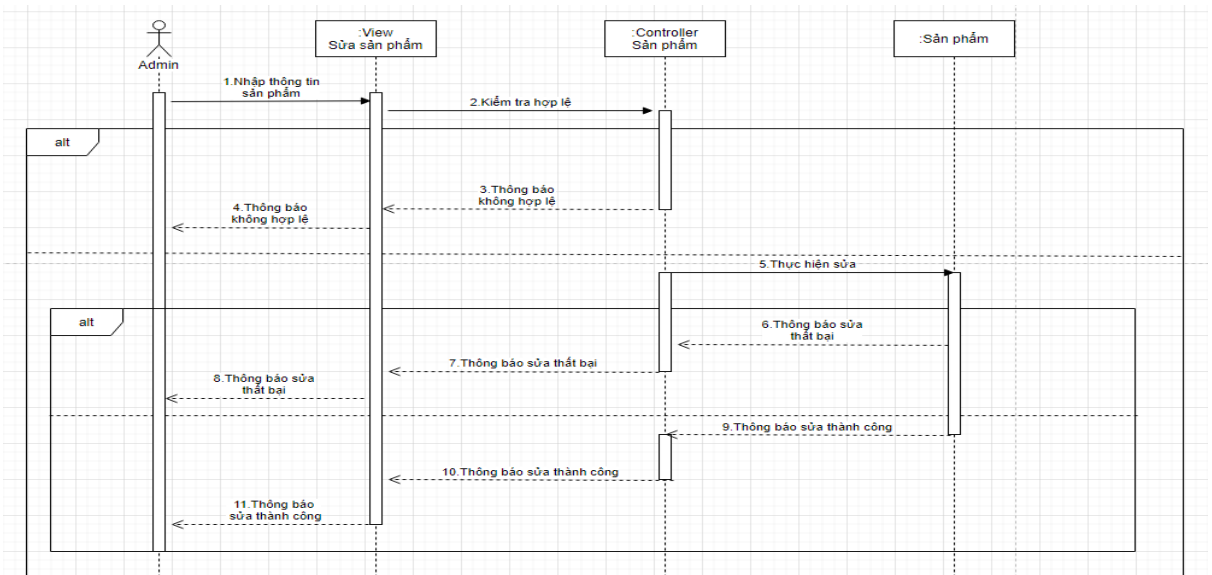 :View
Sửa sản phẩm
:Controller
Sản phẩm
:Sản phẩm
Admin
1.Nhập thông tin
sản phẩm
2.Kiểm tra hợp lệ
alt
3.Thông báo
không hợp lệ
4.Thông báo
không hợp lệ
5.Thực hiện sửa
alt
6.Thông báo sửa
thất bại
7.Thông báo sửa thất bại
8.Thông báo sửa
thất bại
9.Thông báo sửa thành công
10.Thông báo sửa thành công
11.Thông báo
sửa thành công